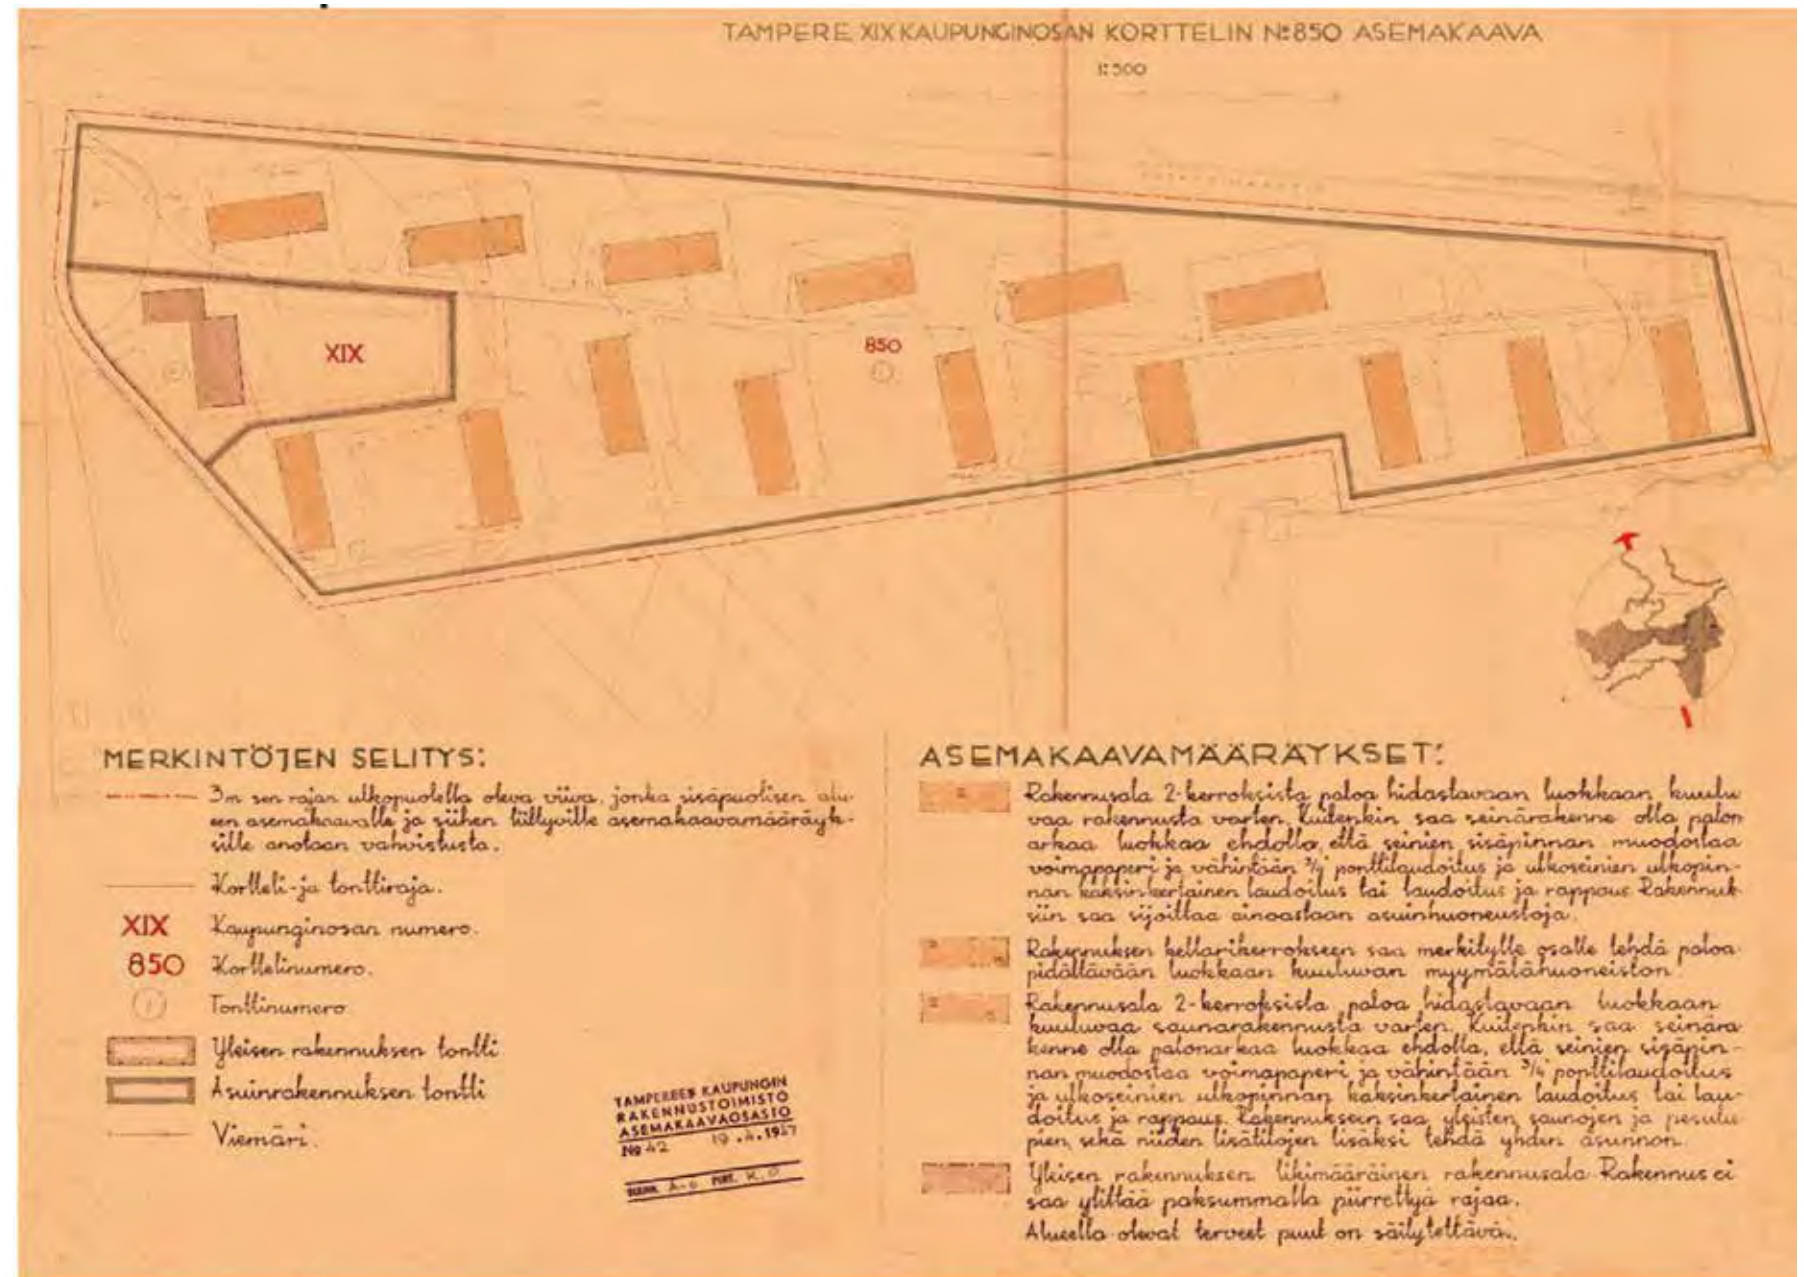 TAMPERE XIX KAUPUNGINOSAN KORTTELIN Nº850 ASEMAKAAVA
1:500
XIX
850
MERKINTÖJEN SELITYS:
3m sen rajan ulkopuolella oleva viiva, jonka sisäpuolisen alu-
een asemakaavalle ja siihen liittyville asemakaavamääräyk-
sille anotaan vahvistusta.
Kortteli- ja tonttiraja.
XIX Kaupunginosan numero.
850 Korttelinumero.
1 Tonttinumero
Yleisen rakennuksen tontti
Asuinrakennuksen tontti
Viemäri.
TAMPEREEN KAUPUNGIN
RAKENNUSTOIMISTO
ASEMAKAAVAOSASTO
No 42 19.4.1947
PIIRT. K.O
ASEMAKAAVAMÄÄRÄYKSET:
Rakennusala 2-kerroksista paloa hidastavaan luokkaan kuulu
vaa rakennusta varten. Kuitenkin saa seinärakenne olla palon
arkaa luokkaa ehdolla, että seinien sisäpinnan muodostaa
voimapaperi ja vähintään 3/4 ponttilaudoitus ja ulkoseinien ulkopin-
nan kaksinkertainen laudoitus tai laudoitus ja rappaus Rakennuk
siin saa sijoittaa ainoastaan asuinhuoneustoja.
Rakennuksen kellarikerrokseen saa merkitylle osalle tehdä paloa
pidättävään luokkaan kuuluvan myymälähuoneiston.
Rakennusala 2-kerroksista paloa hidastavaan luokkaan
kuuluvaa saunarakennusta varten. Kuitenkin saa seinära
kenne olla palonarkaa luokkaa ehdolla, että seinien sisäpin-
nan muodostaa voimapaperi ja vähintään 3/4 ponttilaudoitus
ja ulkoseinien ulkopinnan kaksinkertainen laudoitus tai lau-
doitus ja rappaus. Rakennukseen saa yleisten saunojen ja pesutu
pien, sekä niiden lisätilojen lisäksi tehdä yhden asunnon.
Yleisen rakennuksen likimääräinen rakennusala Rakennus ei
saa ylittää paksummalla piirrettyä rajaa.
Alueella olevat terveet puut on säilytettävä.